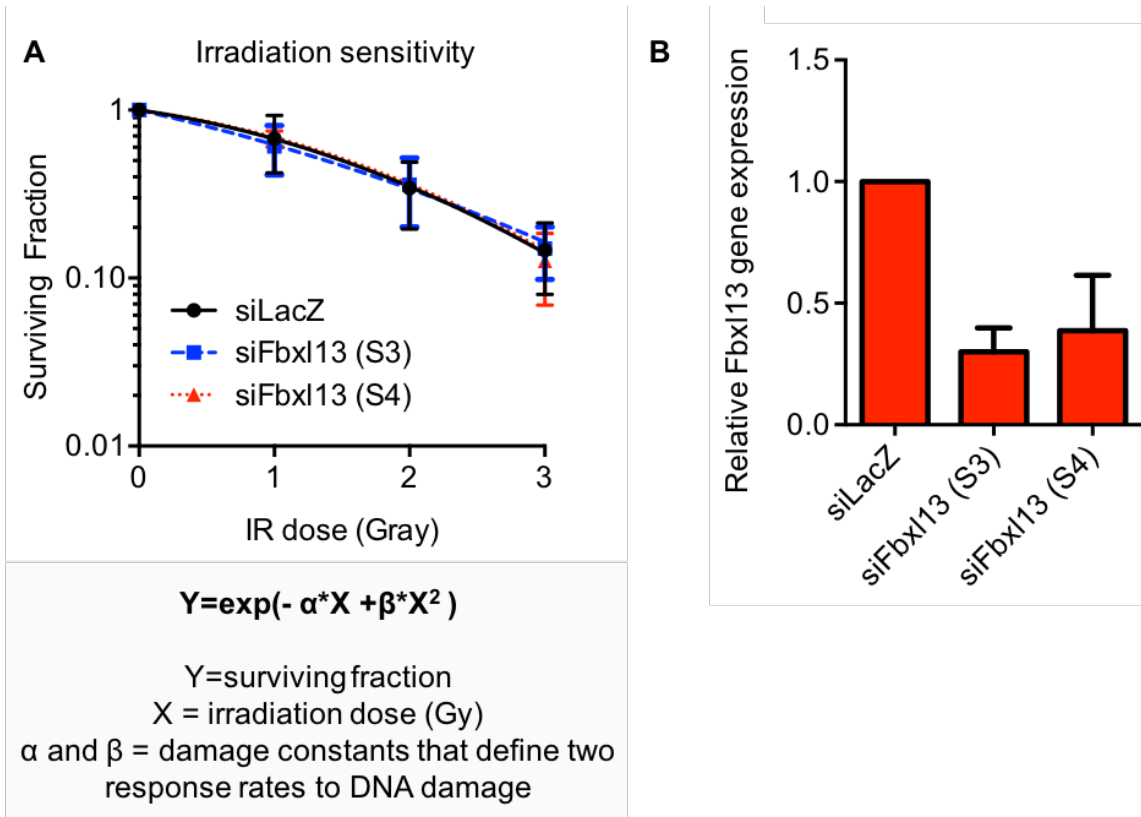 A
Irradiation sensitivity
Surviving Fraction
1
0.10
0.01
siLacZ
siFbxl13 (S3)
siFbxl13 (S4)
0 1 2 3
IR dose (Gray)
Y=exp(- α*X +β*X²)
Y=surviving fraction
X = irradiation dose (Gy)
α and β = damage constants that define two
response rates to DNA damage
B
Relative Fbxl13 gene expression
1.5
1.0
0.5
0.0
siLacZ
siFbxl13 (S3)
siFbxl13 (S4)